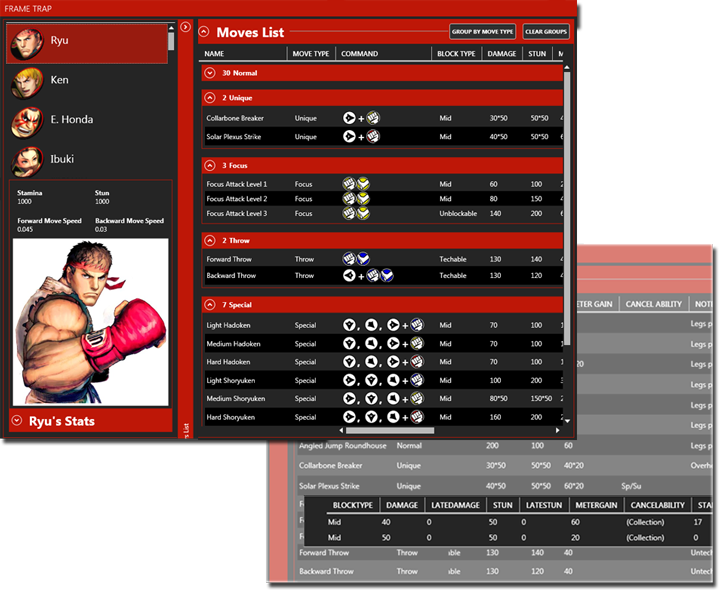 FRAME TRAP
Ryu
Ken
E. Honda
Ibuki
Stamina Stun
1000 1000
Forward Move Speed Backward Move Speed
0.045 0.03
Ryu's Stats
s List
Moves List GROUP BY MOVE TYPE CLEAR GROUPS
NAME MOVE TYPE COMMAND BLOCK TYPE DAMAGE STUN M
30 Normal
2 Unique
Collarbone Breaker Unique + Mid 30*50 50*50 4
Solar Plexus Strike Unique + Mid 40*50 50*50 6
3 Focus
Focus Attack Level 1 Focus Mid 60 100 2
Focus Attack Level 2 Focus Mid 80 150 4
Focus Attack Level 3 Focus Unblockable 140 200 6
2 Throw
Forward Throw Throw Techable 130 140 4
Backward Throw Throw + Techable 130 120 4
7 Special
Light Hadoken Special , , + Mid 70 100 1
Medium Hadoken Special , , + Mid 70 100 1
Hard Hadoken Special , , + Mid 70 100 1
Light Shoryuken Special , , + Mid 100 200 3
Medium Shoryuken Special , , + Mid 80*50 150*50 2
Hard Shoryuken Special , , + Mid 160 200 2
ETER GAIN CANCEL ABILITY NOT
Legs p
Legs p
20 Legs p
Legs p
Legs p
Legs p
Angled Jump Roundhouse Normal 200 100 60 Legs p
Collarbone Breaker Unique 30*50 50*50 40*20 Overh
Solar Plexus Strike Unique 40*50 50*50 60*20 Sp/Su
BLOCKTYPE DAMAGE LATEDAMAGE STUN LATESTUN METERGAIN CANCELABILITY STA
Mid 40 0 50 0 60 (Collection) 17
Mid 50 0 50 0 20 (Collection) 0
Forward Throw Throw able 130 140 40 Untech
Backward Throw Throw able 130 120 40 Untech